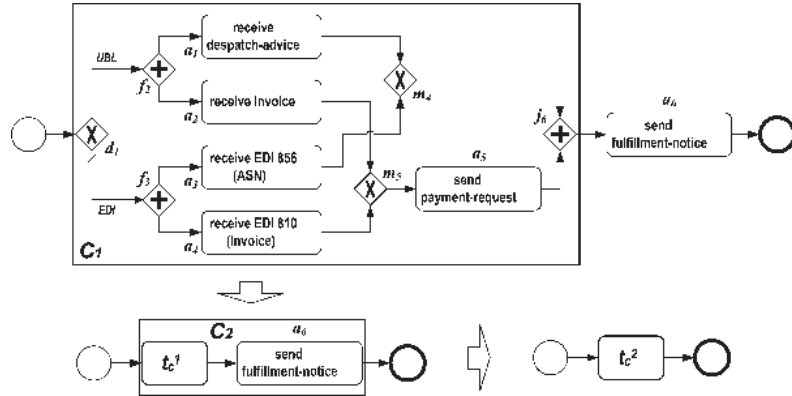 receive
despatch-advice
UBL
a1
f2
m4
receive Invoice
a2
j6
a6
send
fulfillment-notice
d1
receive EDI 856
(ASN)
a3
f3
a5
m5
send
payment-request
EDI
receive EDI 810
(Invoice)
a4
C1
C2
a6
tc1
send
fulfillment-notice
tc2